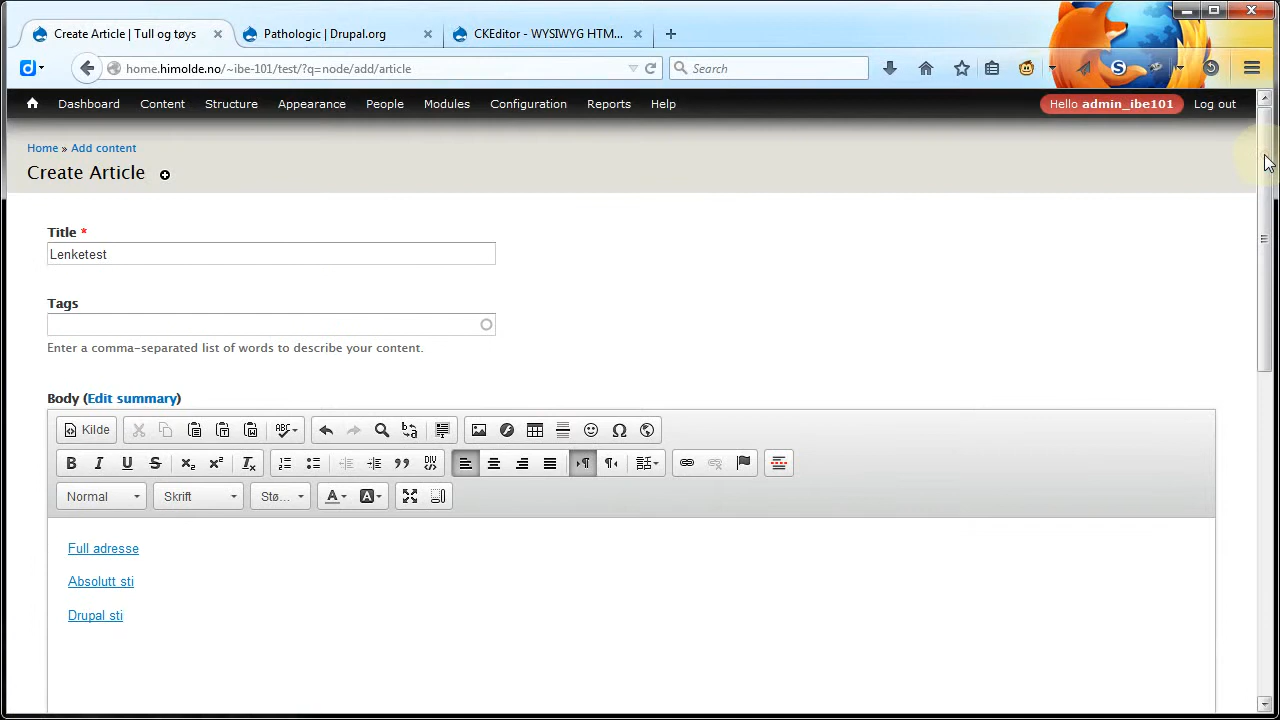 Create Article | Tull og tøys
Pathologic | Drupal.org
CKEditor - WYSIWYG HTM...
home.himolde.no/~ibe-101/test/?q=node/add/article
Search
Dashboard Content Structure Appearance People Modules Configuration Reports Help Hello admin_ibe101 Log out
Home » Add content
Create Article
Title *
Lenketest
Tags
Enter a comma-separated list of words to describe your content.
Body (Edit summary)
Kilde
Normal Skrift Stø...
Full adresse
Absolutt sti
Drupal sti